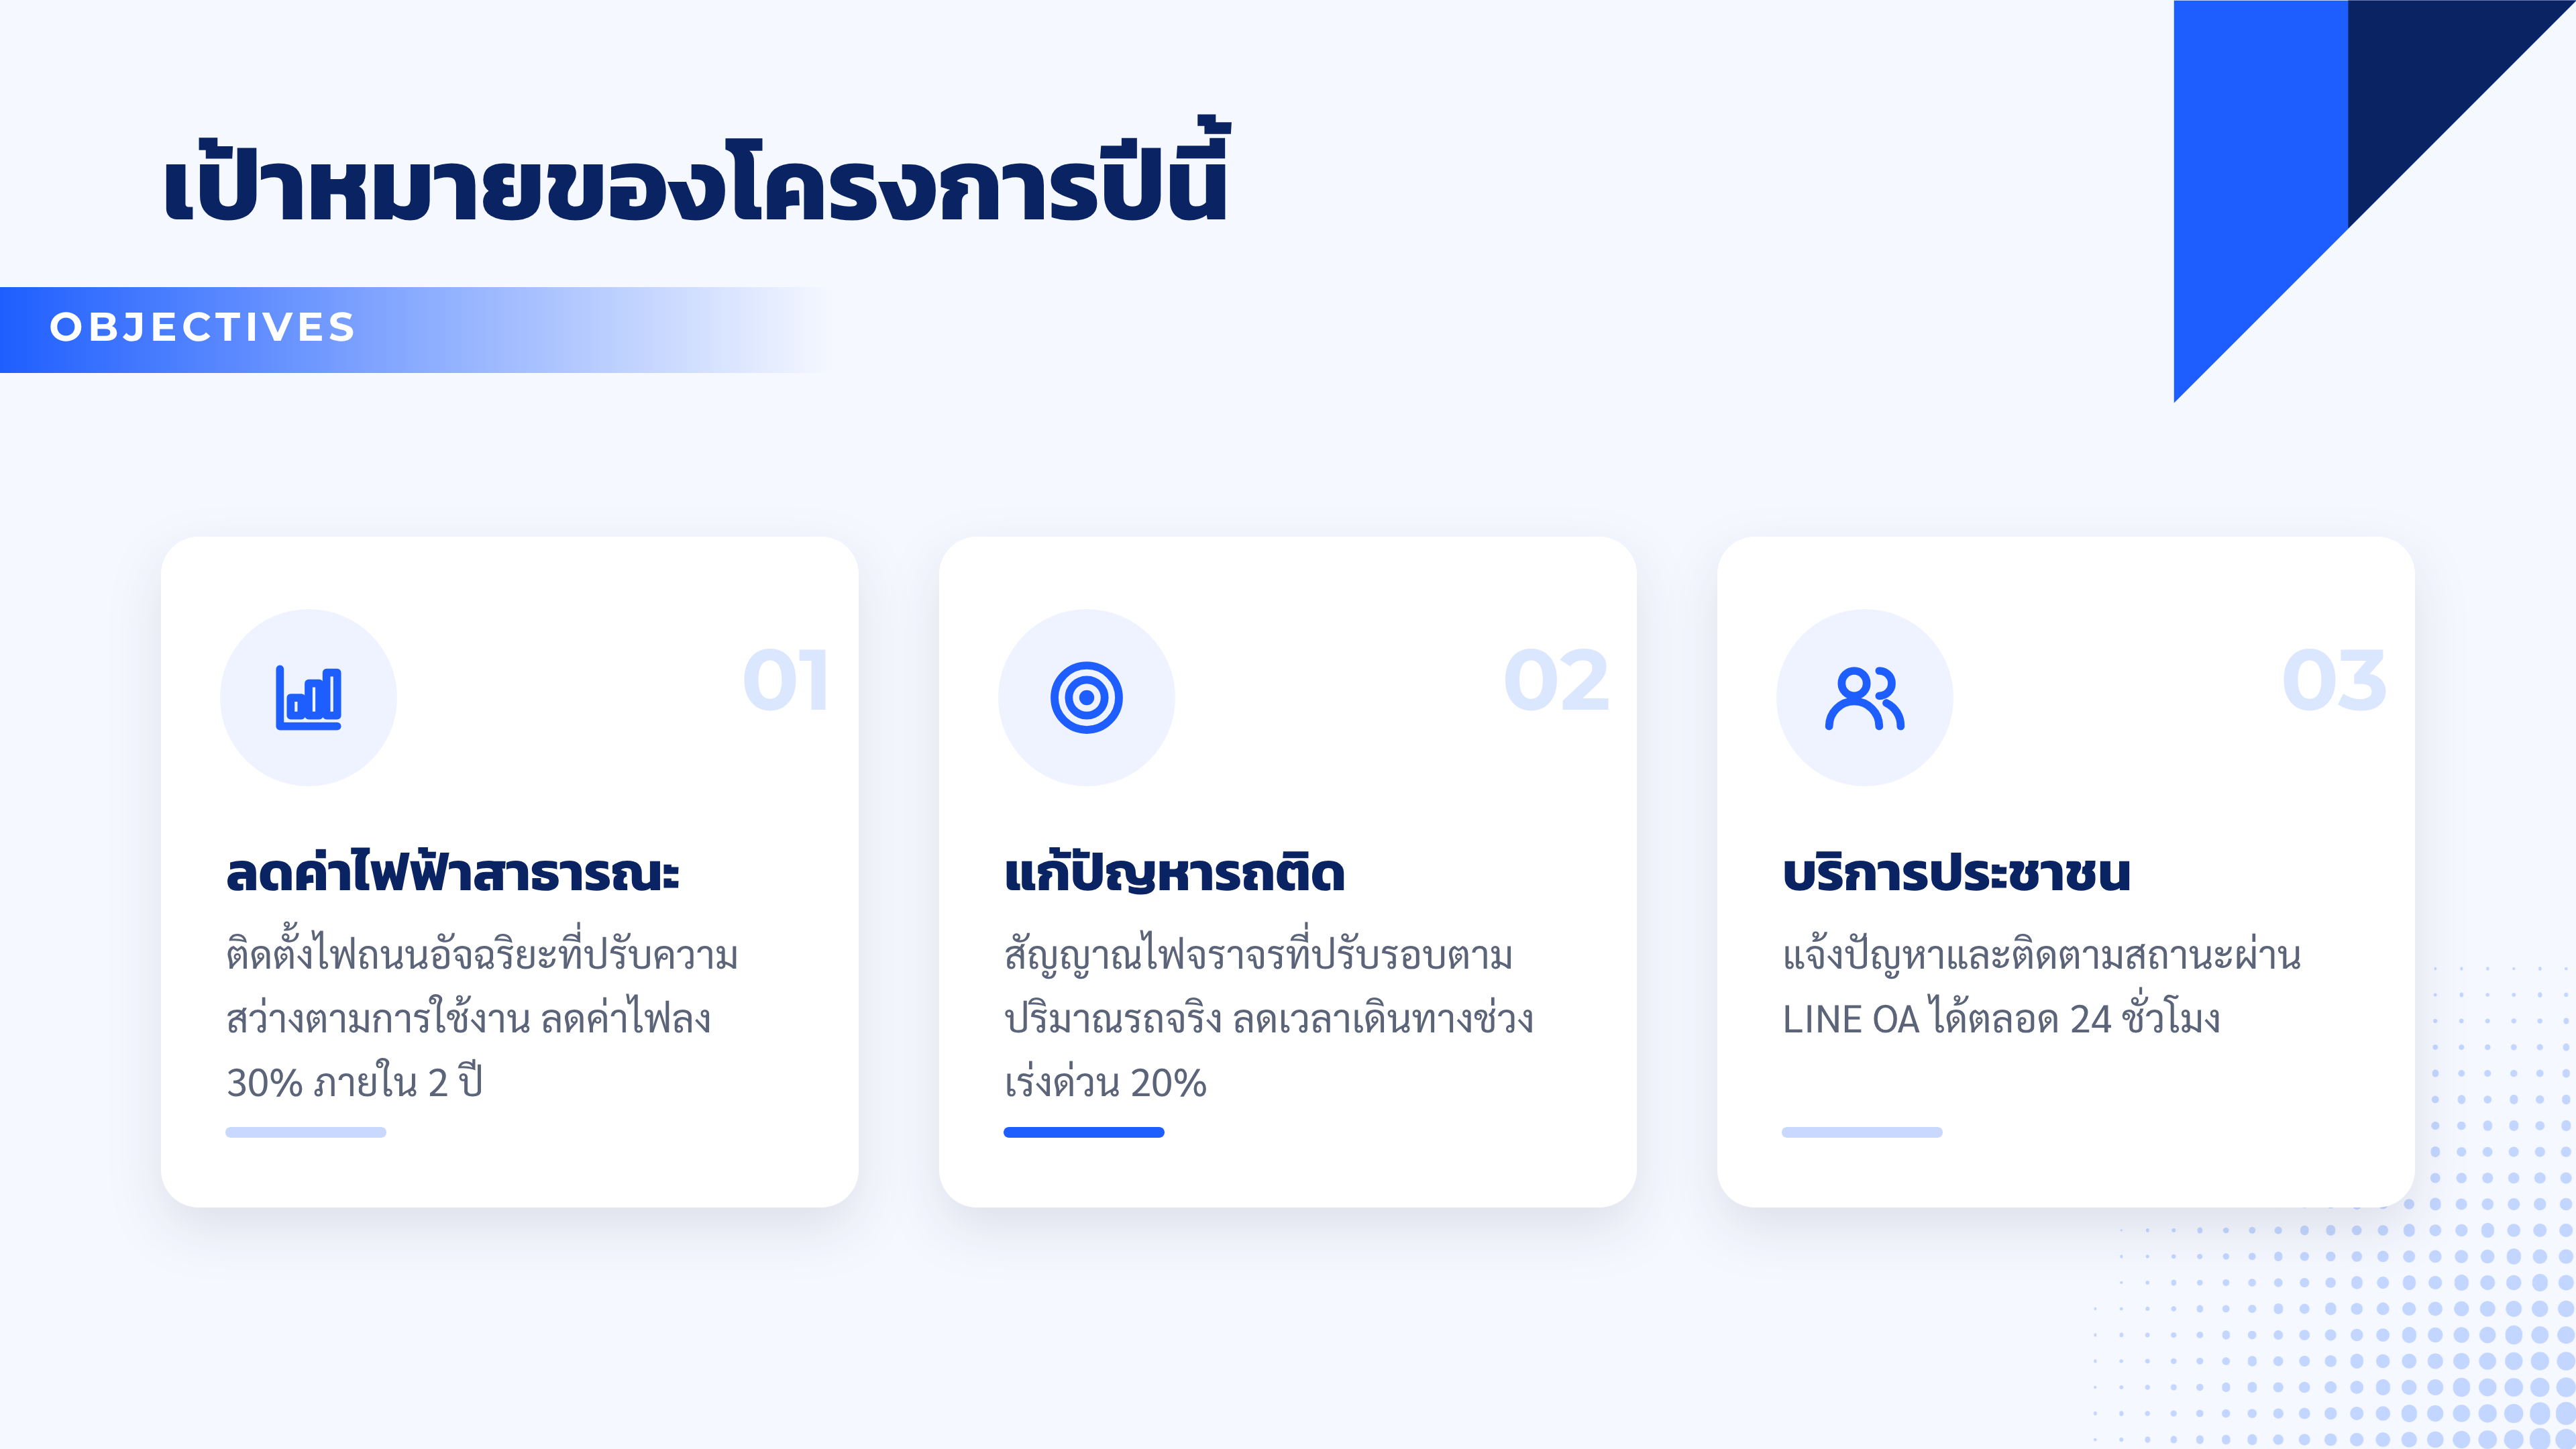 เป้าหมายของโครงการปีนี้
OBJECTIVES
01
ลดค่าไฟฟ้าสาธารณะ
ติดตั้งไฟถนนอัจฉริยะที่ปรับความ
สว่างตามการใช้งาน ลดค่าไฟลง
30% ภายใน 2 ปี
02
แก้ปัญหารถติด
สัญญาณไฟจราจรที่ปรับรอบตาม
ปริมาณรถจริง ลดเวลาเดินทางช่วง
เร่งด่วน 20%
03
บริการประชาชน
แจ้งปัญหาและติดตามสถานะผ่าน
LINE OA ได้ตลอด 24 ชั่วโมง